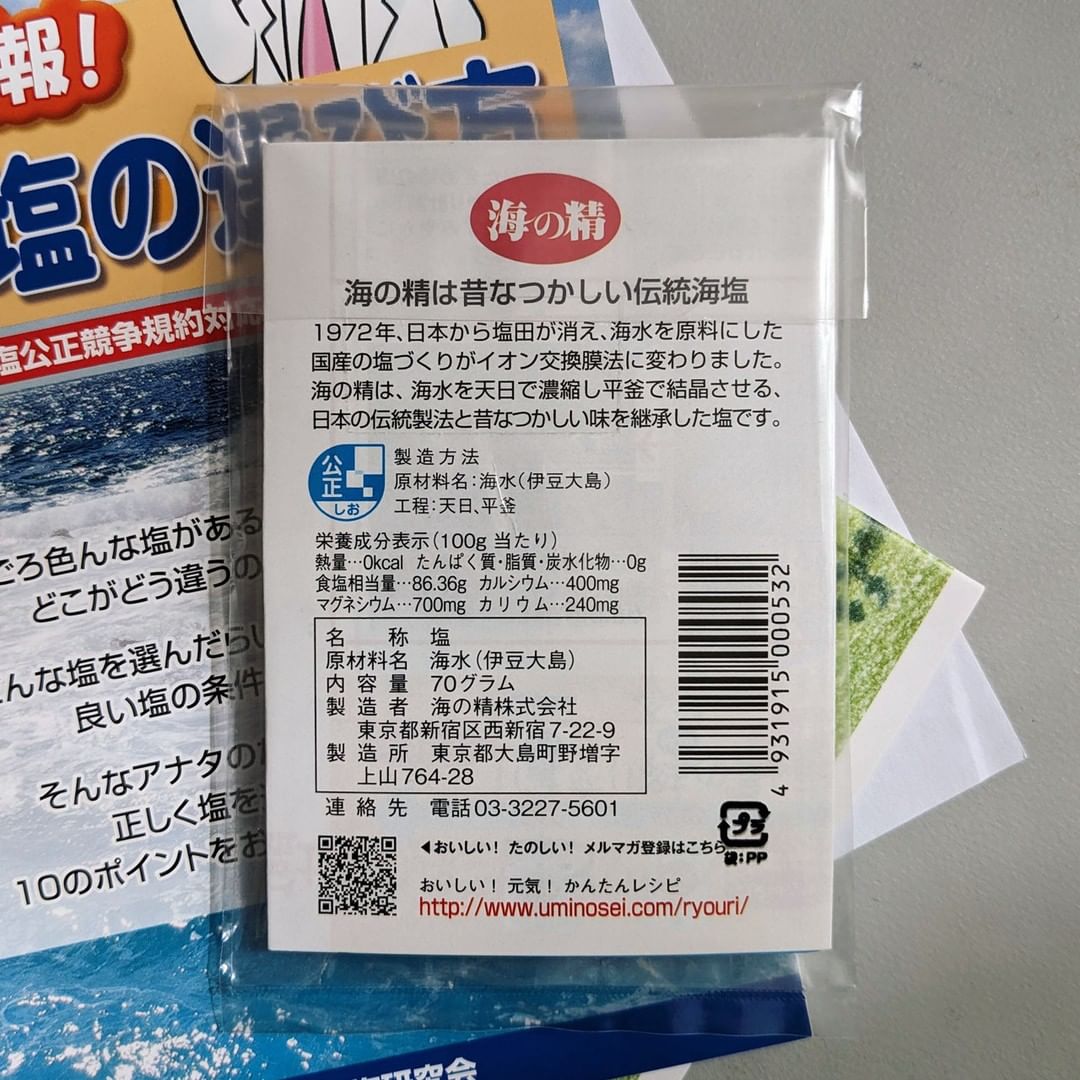 報!
塩の選び方
塩公正競争規約対
ごろ色んな塩がある
どこがどう違うの
んな塩を選んだらい
良い塩の条件
そんなアナタの
正しく塩を
10のポイントをお
研究会
海の精
海の精は昔なつかしい伝統海塩
1972年、日本から塩田が消え、海水を原料にした
国産の塩づくりがイオン交換膜法に変わりました。
海の精は、海水を天日で濃縮し平釜で結晶させる、
日本の伝統製法と昔なつかしい味を継承した塩です。
公正
しお
製造方法
原材料名:海水(伊豆大島)
工程:天日、平釜
栄養成分表示(100g 当たり)
熱量…0kcal たんぱく質・脂質・炭水化物…0g
食塩相当量…86.36g カルシウム…400mg
マグネシウム…700mg カリウム…240mg
名 称 塩
原材料名 海水(伊豆大島)
内容量 70グラム
製造者 海の精株式会社
東京都新宿区西新宿7-22-9
製造所 東京都大島町野増字
上山764-28
連絡先 電話03-3227-5601
4 931915 000532
プラ
袋:PP
◀おいしい! たのしい! メルマガ登録はこちら
おいしい! 元気! かんたんレシピ
http://www.uminosei.com/ryouri/